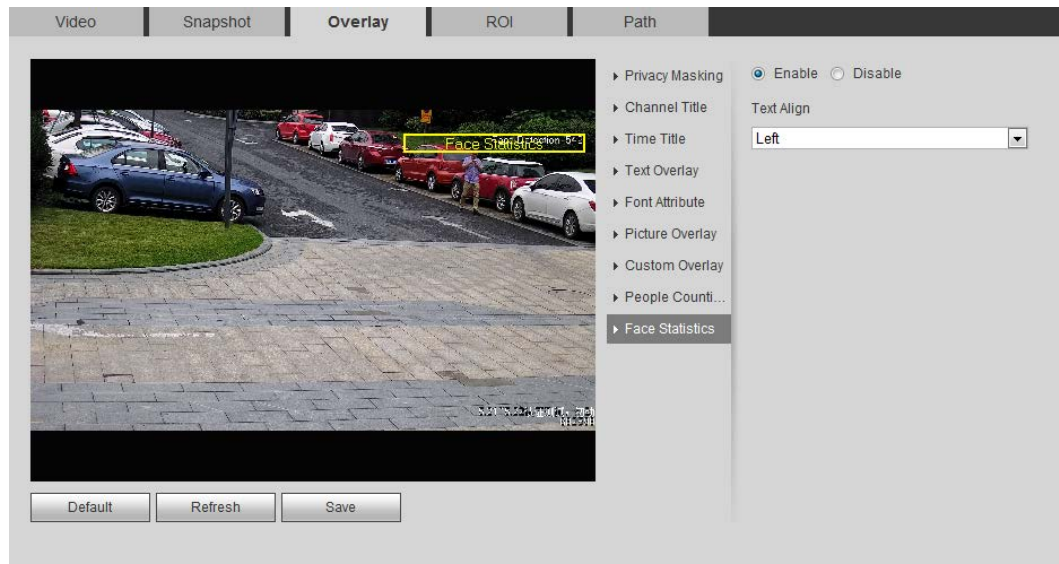 Video Snapshot Overlay ROI Path
Privacy Masking
Channel Title
Time Title
Text Overlay
Font Attribute
Picture Overlay
Custom Overlay
People Counti...
Face Statistics
Enable Disable
Text Align
Left
Face Statistics
Default Refresh Save